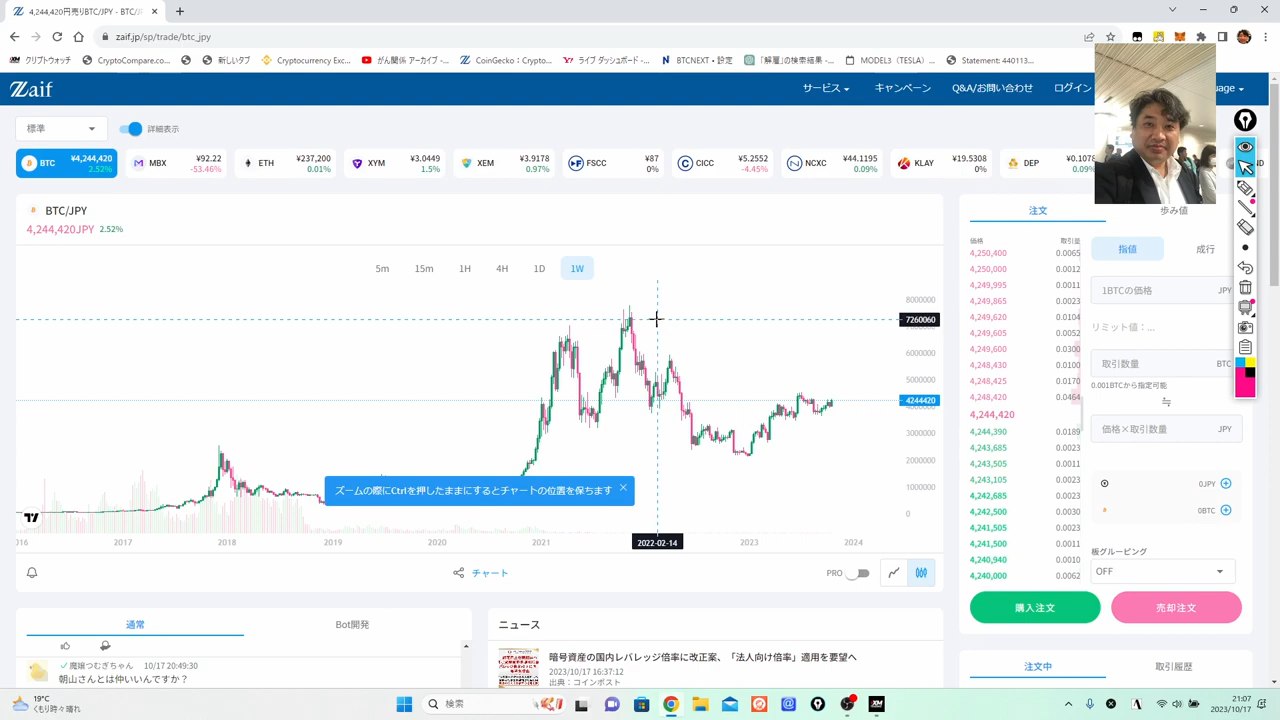 4,244,420円売りBTC/JPY - BTC/JP
zaif.jp/sp/trade/btc_jpy
クリプトウォッチ
CryptoCompare.co...
新しいタブ
Cryptocurrency Exc...
がん関係 アーカイブ -...
CoinGecko：Crypto...
ライブ ダッシュボード -...
BTCNEXT・設定
「解雇」の検索結果 -...
MODEL3（TESLA）...
Statement: 440113...
Zaif
サービス
キャンペーン
Q&A/お問い合わせ
ログイン
uage
標準
詳細表示
BTC ¥4,244,420
2.52%
MBX ¥92.22
-53.46%
ETH ¥237,200
0.01%
XYM ¥3.0449
1.5%
XEM ¥3.9178
0.97%
FSCC ¥87
0%
CICC ¥5.2552
-4.45%
NCXC ¥44.1195
0.09%
KLAY ¥19.5308
0%
DEP ¥0.1078
0.09%
BTC/JPY
4,244,420JPY 2.52%
5m
15m
1H
4H
1D
1W
8000000
7260060
6000000
5000000
4244420
3000000
2000000
1000000
0
ズームの際にCtrlを押したままにするとチャートの位置を保ちます
016
2017
2018
2019
2020
2021
2022-02-14
2023
2024
チャート
PRO
注文
歩み値
価格
取引量
4,250,400 0.0065
4,250,000 0.0012
4,249,995 0.0011
4,249,865 0.0023
4,249,620 0.0104
4,249,605 0.0052
4,249,600 0.0300
4,248,430 0.0100
4,248,425 0.0170
4,248,420 0.0464
4,244,420
4,244,390 0.0189
4,243,685 0.0011
4,243,505 0.0011
4,243,105 0.0023
4,242,685 0.0023
4,242,500 0.0030
4,241,505 0.0023
4,241,500 0.0011
4,240,940 0.0010
4,240,000 0.0062
指値
成行
1BTCの価格 JPY
リミット値：...
取引数量 BTC
0.001BTCから指定可能
価格×取引数量 JPY
0JPY
0BTC
板グルーピング
OFF
購入注文
売却注文
通常
Bot開発
魔嬢つむぎちゃん 10/17 20:49:30
朝山さんとは仲いいんですか？
ニュース
暗号資産の国内レバレッジ倍率に改正案、「法人向け倍率」適用を要望へ
2023/10/17 16:37:12
出典：コインポスト
注文中
取引履歴
19°C
くもり時々晴れ
検索
A
21:07
2023/10/17